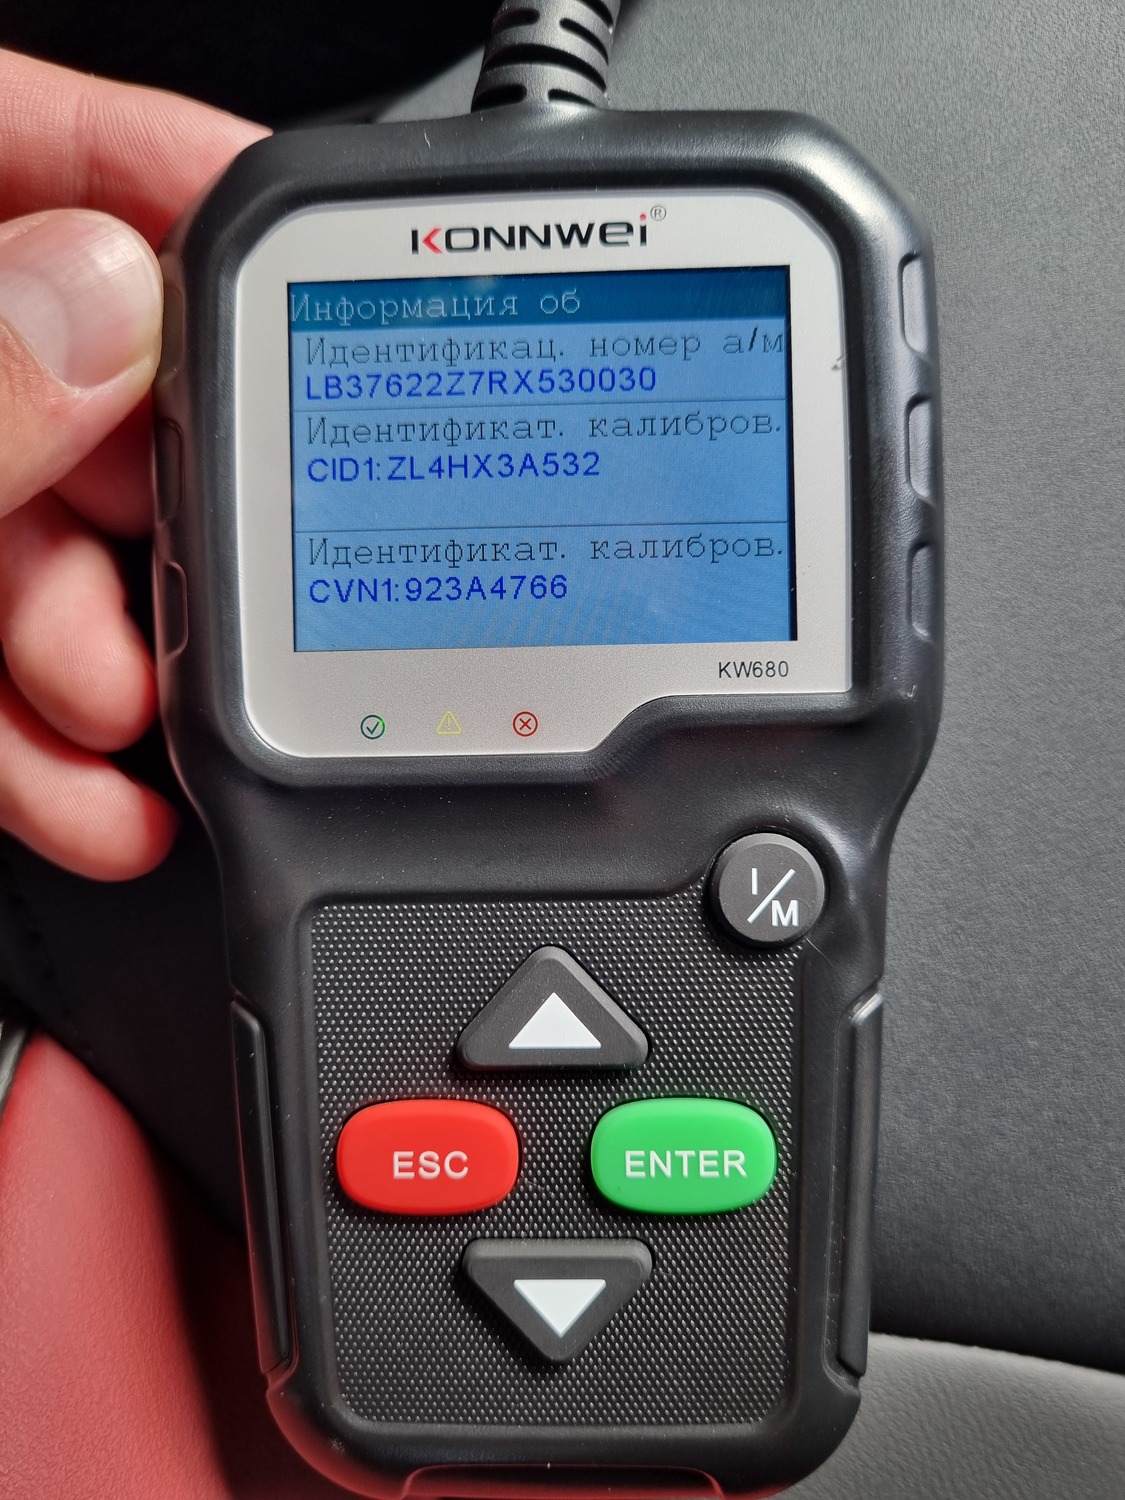 KONNWEI®
Информация об
Идентификац. номер а/м
LB37622Z7RX530030
Идентификат. калибров.
CID1:ZL4HX3A532
Идентификат. калибров.
CVN1:923A4766
KW680
I/M
ESC
ENTER